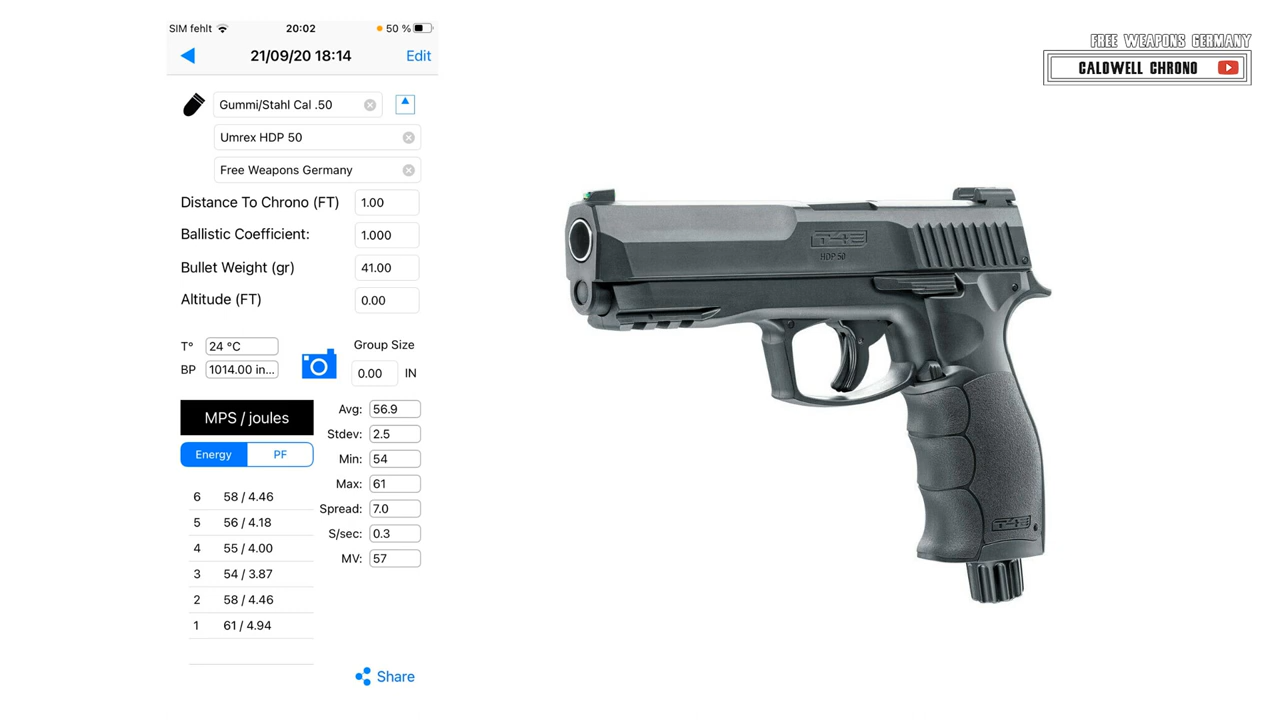 SIM fehlt 20:02 50 %
21/09/20 18:14 Edit
Gummi/Stahl Cal .50
Umrex HDP 50
Free Weapons Germany
Distance To Chrono (FT) 1.00
Ballistic Coefficient: 1.000
Bullet Weight (gr) 41.00
Altitude (FT) 0.00
T° 24 °C
BP 1014.00 in...
Group Size
0.00 IN
MPS / joules
Energy PF
6 58 / 4.46
5 56 / 4.18
4 55 / 4.00
3 54 / 3.87
2 58 / 4.46
1 61 / 4.94
Avg: 56.9
Stdev: 2.5
Min: 54
Max: 61
Spread: 7.0
S/sec: 0.3
MV: 57
Share
FREE WEAPONS GERMANY
CALDWELL CHRONO
T4E
HDP 50
T4E